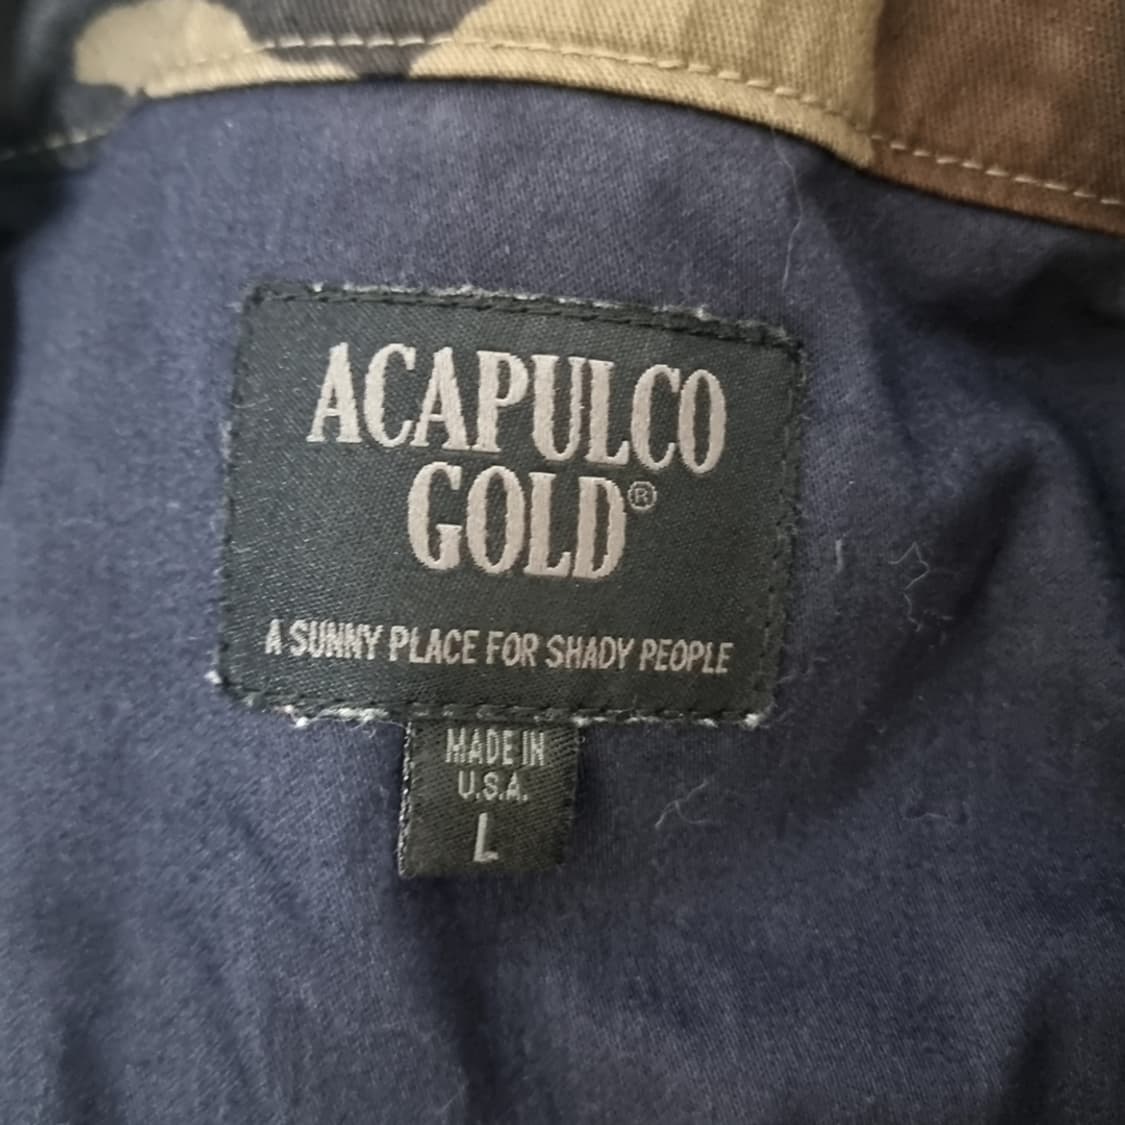 ACAPULCO
GOLD®
A SUNNY PLACE FOR SHADY PEOPLE
MADE IN
U.S.A.
L